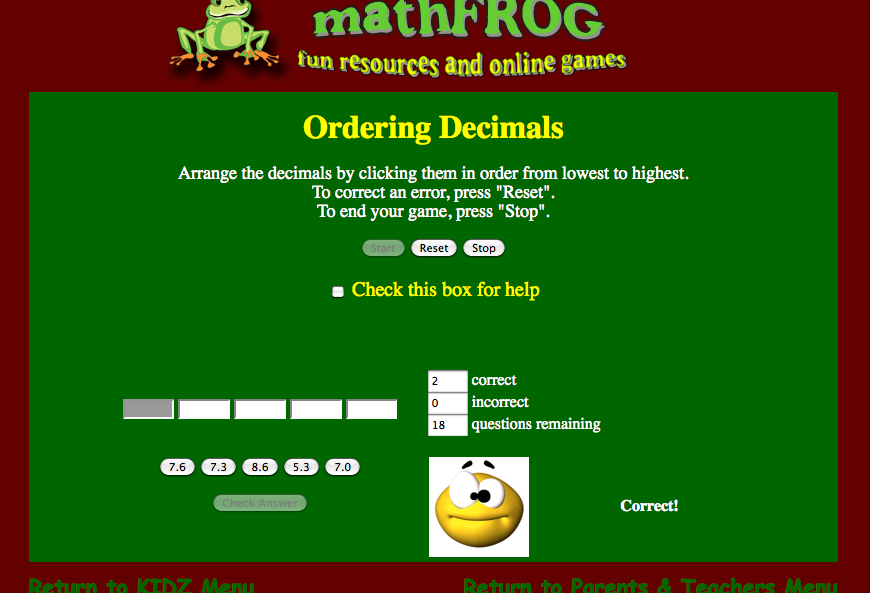 mathFROG
fun resources and online games
Ordering Decimals
Arrange the decimals by clicking them in order from lowest to highest.
To correct an error, press "Reset".
To end your game, press "Stop".
Start Reset Stop
Check this box for help
2 correct
0 incorrect
18 questions remaining
7.6 7.3 8.6 5.3 7.0
Check Answer
Correct!
Return to KIDZ Menu Return to Parents & Teachers Menu